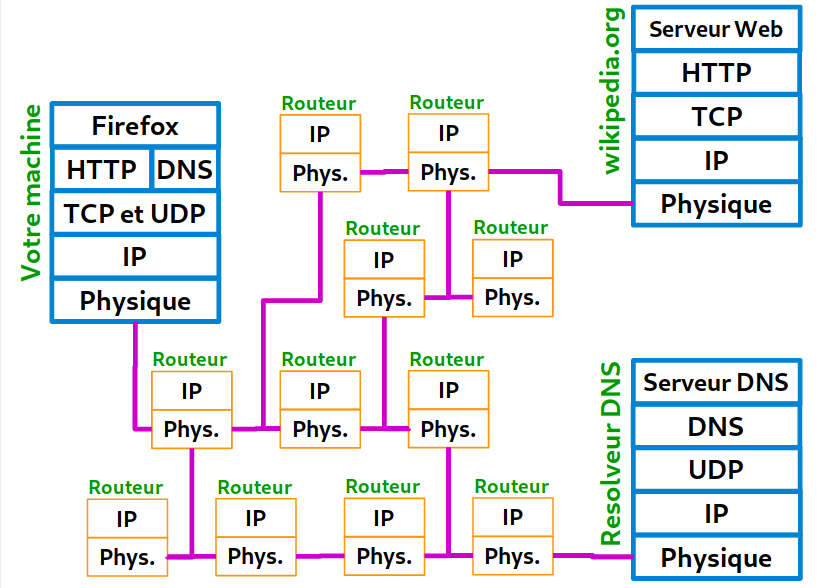 Votre machine
Firefox
HTTP DNS
TCP et UDP
IP
Physique
wikipedia.org
Serveur Web
HTTP
TCP
IP
Physique
Routeur
IP
Phys.
Routeur
IP
Phys.
Routeur
IP
Phys.
Routeur
IP
Phys.
Routeur
IP
Phys.
Routeur
IP
Phys.
Routeur
IP
Phys.
Routeur
IP
Phys.
Routeur
IP
Phys.
Routeur
IP
Phys.
Routeur
IP
Phys.
Resolveur DNS
Serveur DNS
DNS
UDP
IP
Physique